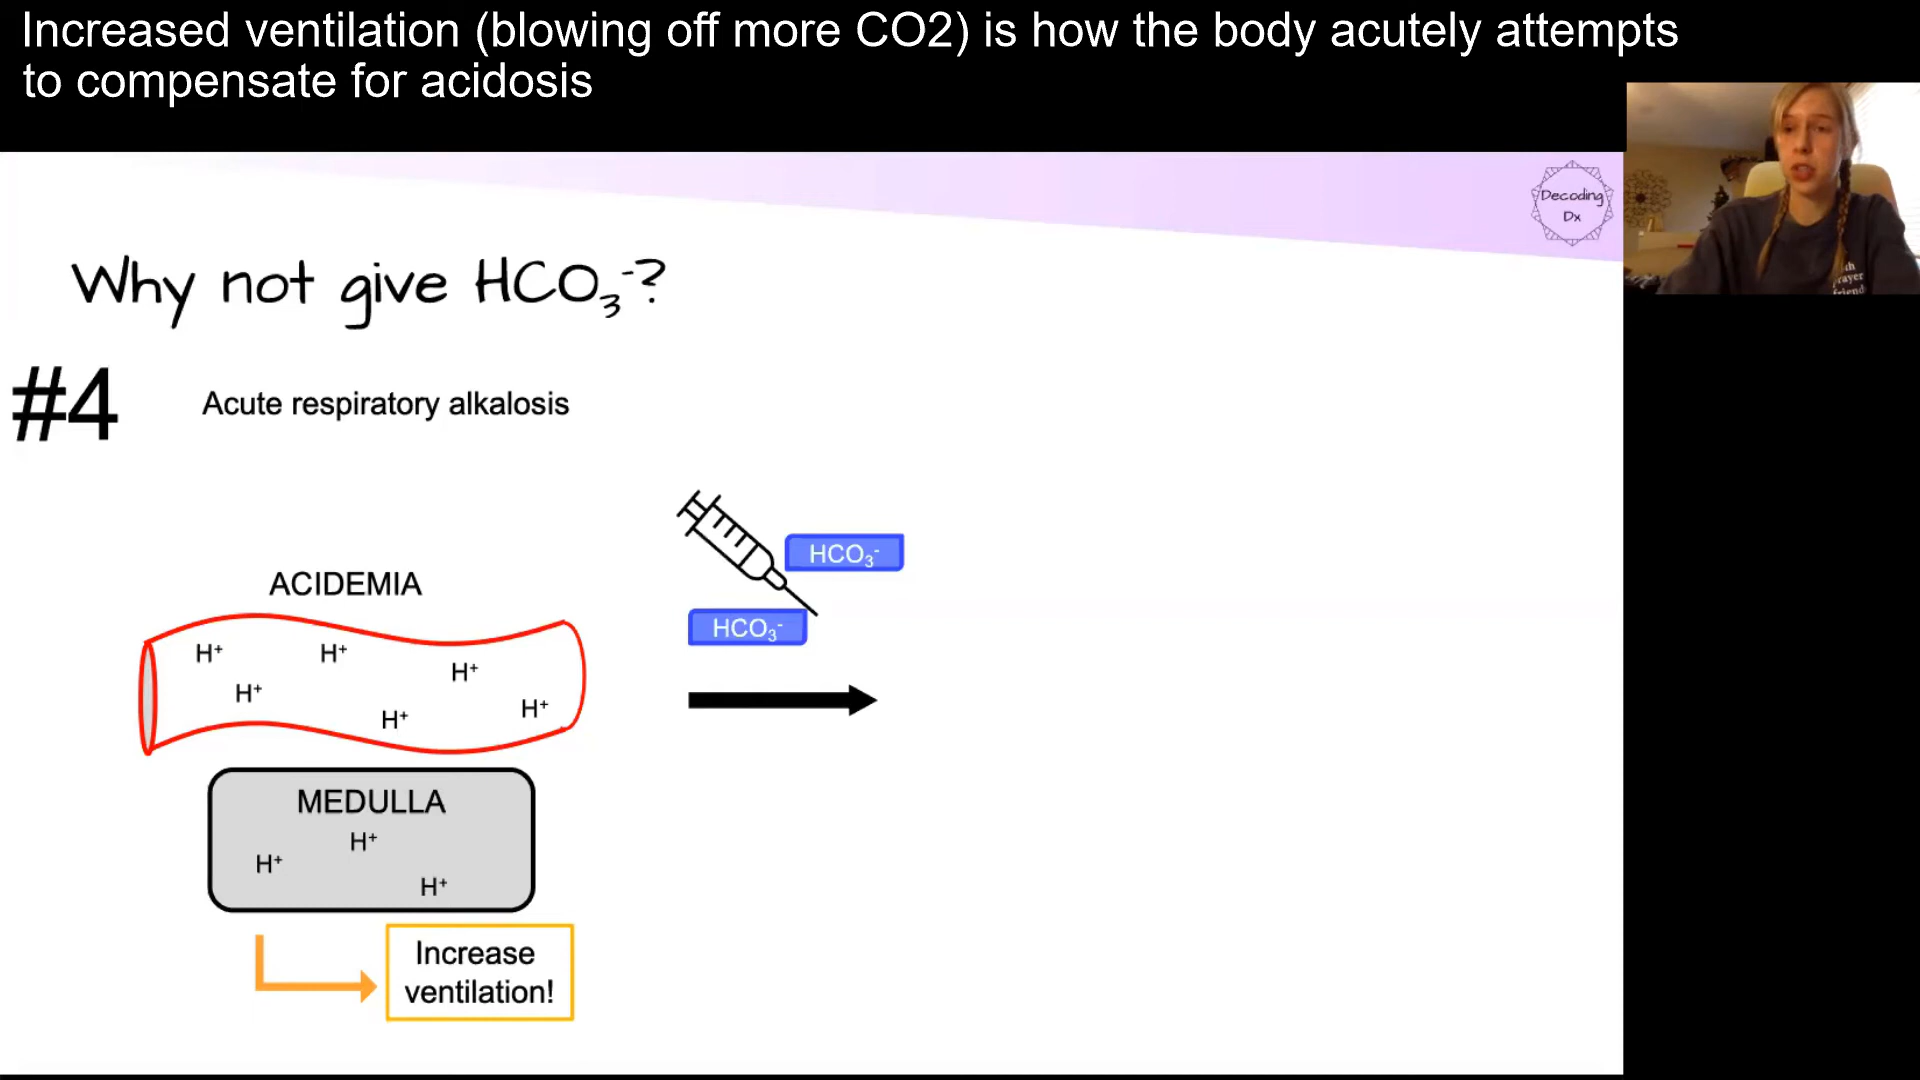 Increased ventilation (blowing off more CO2) is how the body acutely attempts
to compensate for acidosis
Decoding
Dx
Why not give HCO₃⁻?
#4
Acute respiratory alkalosis
HCO₃⁻
HCO₃⁻
ACIDEMIA
H⁺
H⁺
H⁺
H⁺
H⁺
H⁺
MEDULLA
H⁺
H⁺
H⁺
Increase
ventilation!